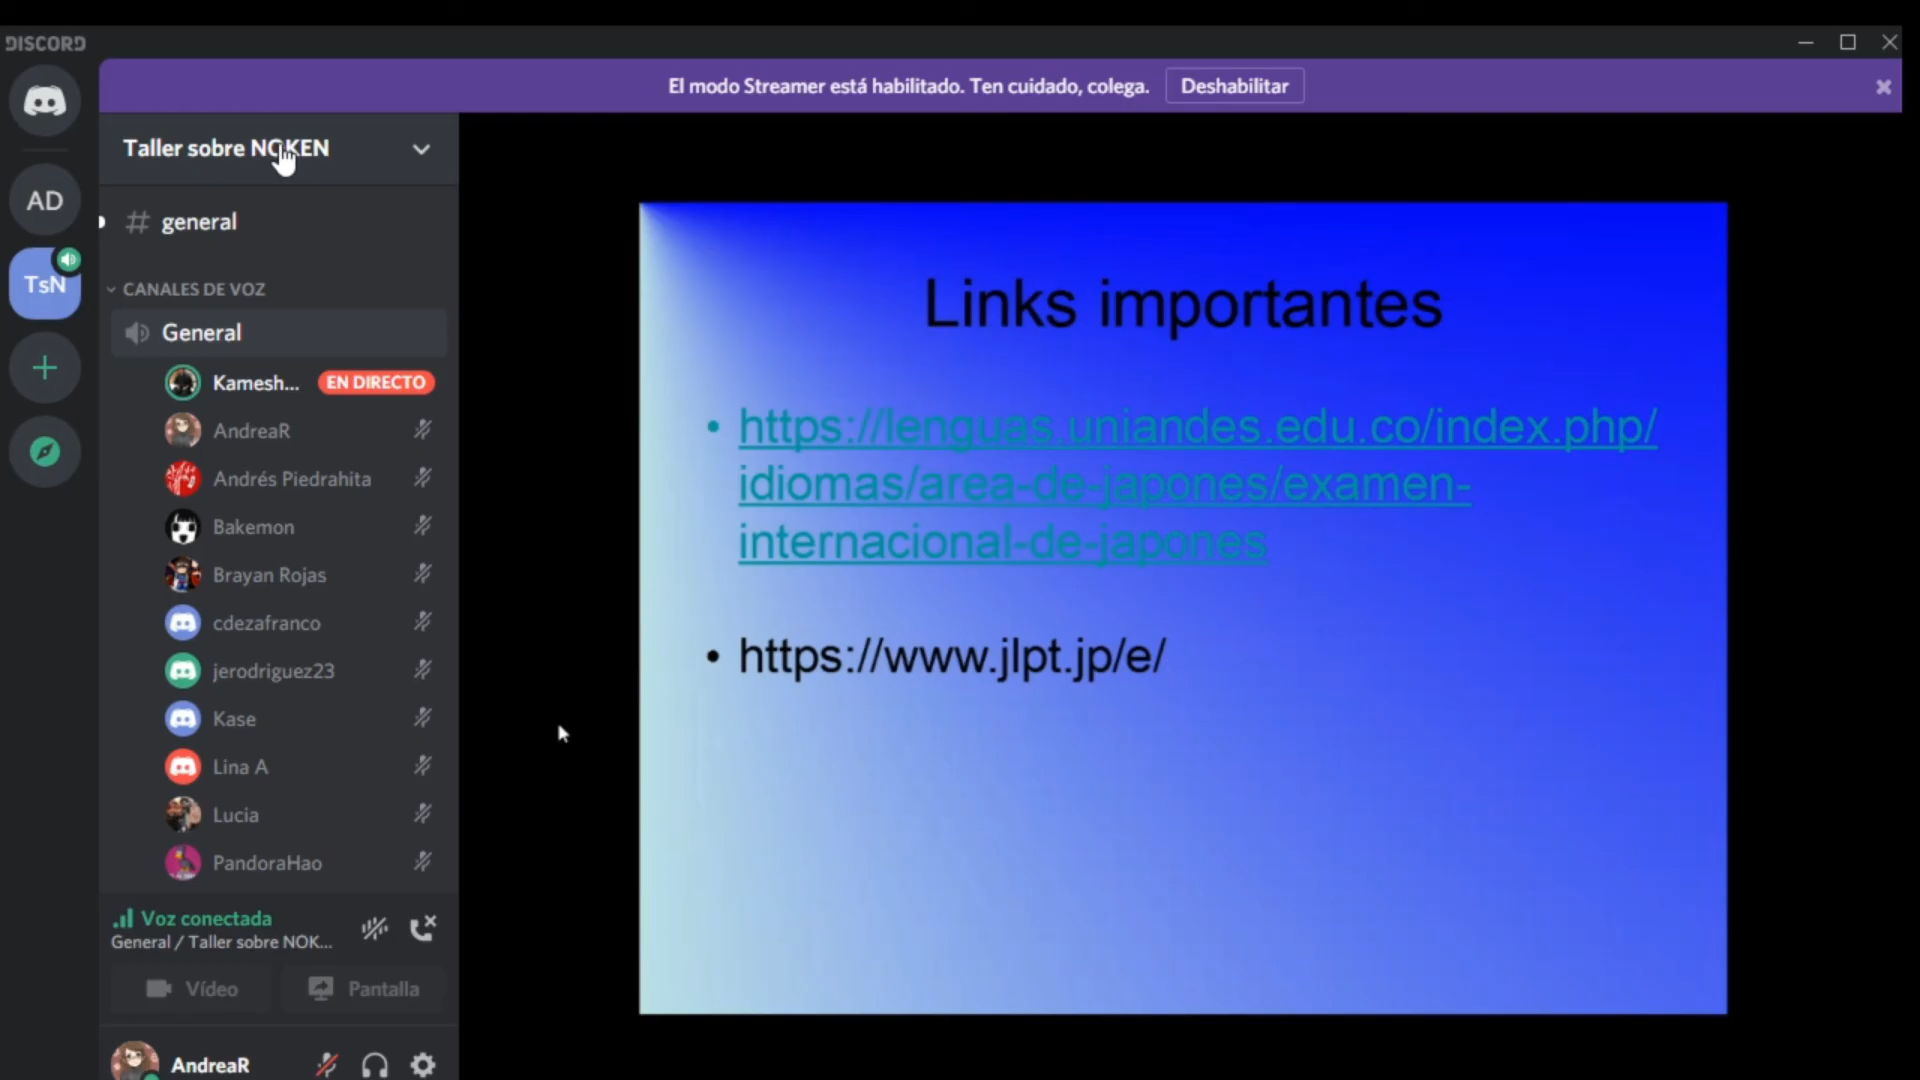 DISCORD
El modo Streamer está habilitado. Ten cuidado, colega.
Deshabilitar
Taller sobre NOKEN
AD
TsN
# general
CANALES DE VOZ
General
Kamesh...
EN DIRECTO
AndreaR
Andrés Piedrahita
Bakemon
Brayan Rojas
cdezafranco
jerodriguez23
Kase
Lina A
Lucia
PandoraHao
Voz conectada
General / Taller sobre NOK...
Vídeo
Pantalla
AndreaR
Links importantes
• https://lenguas.uniandes.edu.co/index.php/
idiomas/area-de-japones/examen-
internacional-de-japones
• https://www.jlpt.jp/e/